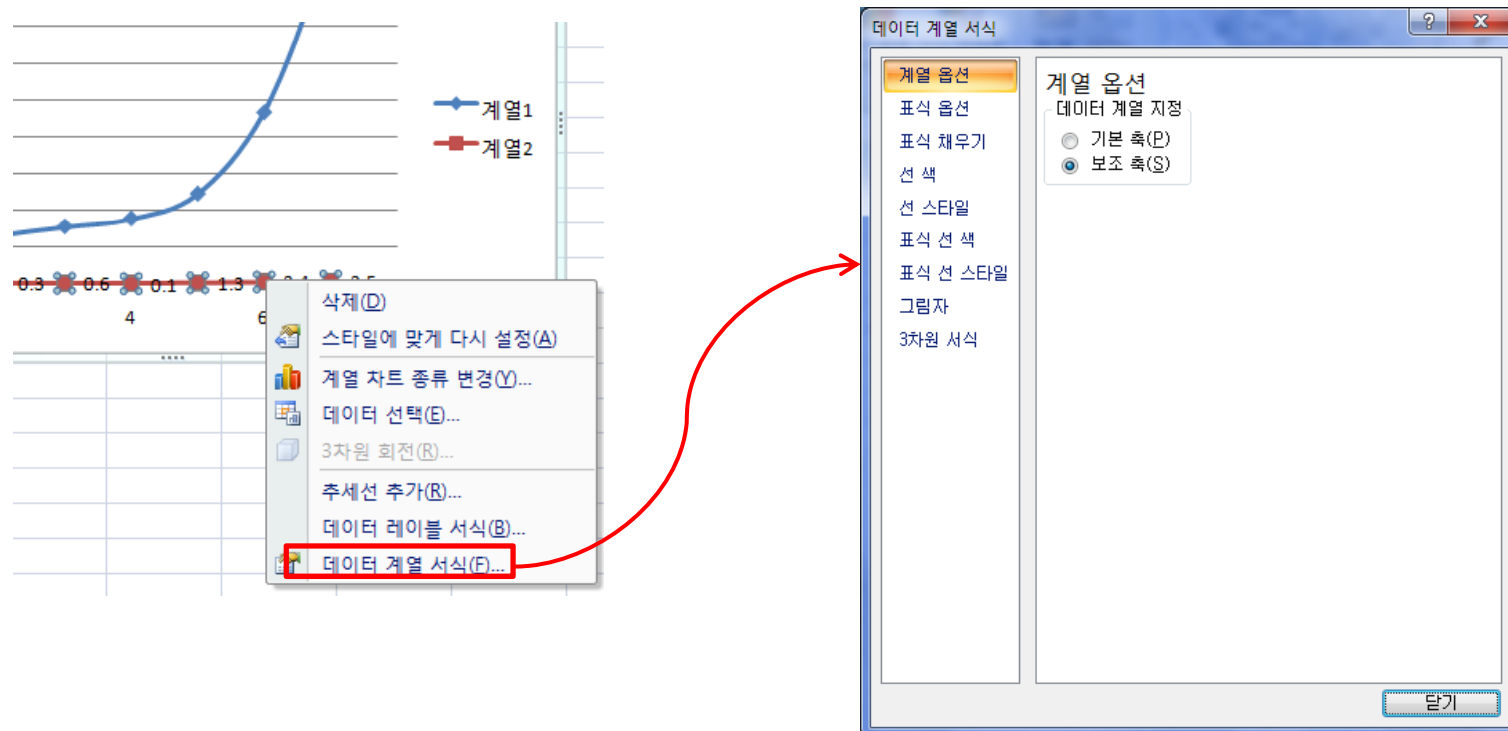 계열1
계열2
0.3 0.6 0.1 1.3
4 6
삭제(D)
스타일에 맞게 다시 설정(A)
계열 차트 종류 변경(Y)...
데이터 선택(E)...
3차원 회전(R)...
추세선 추가(R)...
데이터 레이블 서식(B)...
데이터 계열 서식(F)...
데이터 계열 서식
계열 옵션
표식 옵션
표식 채우기
선 색
선 스타일
표식 선 색
표식 선 스타일
그림자
3차원 서식
계열 옵션
데이터 계열 지정
기본 축(P)
보조 축(S)
닫기